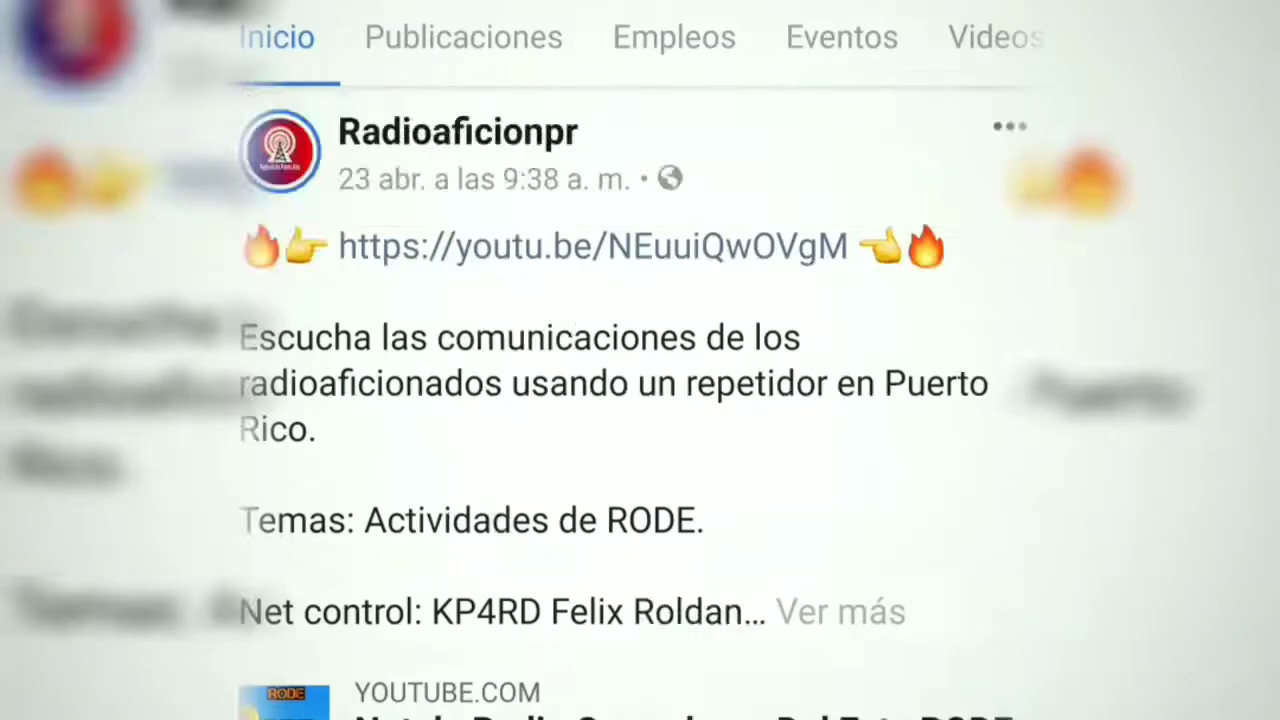 Inicio Publicaciones Empleos Eventos Videos
Radioaficionpr
23 abr. a las 9:38 a. m. •
🔥👉 https://youtu.be/NEuuiQwOVgM 👈🔥
Escucha las comunicaciones de los
radioaficionados usando un repetidor en Puerto
Rico.
Temas: Actividades de RODE.
Net control: KP4RD Felix Roldan... Ver más
RODE
YOUTUBE.COM